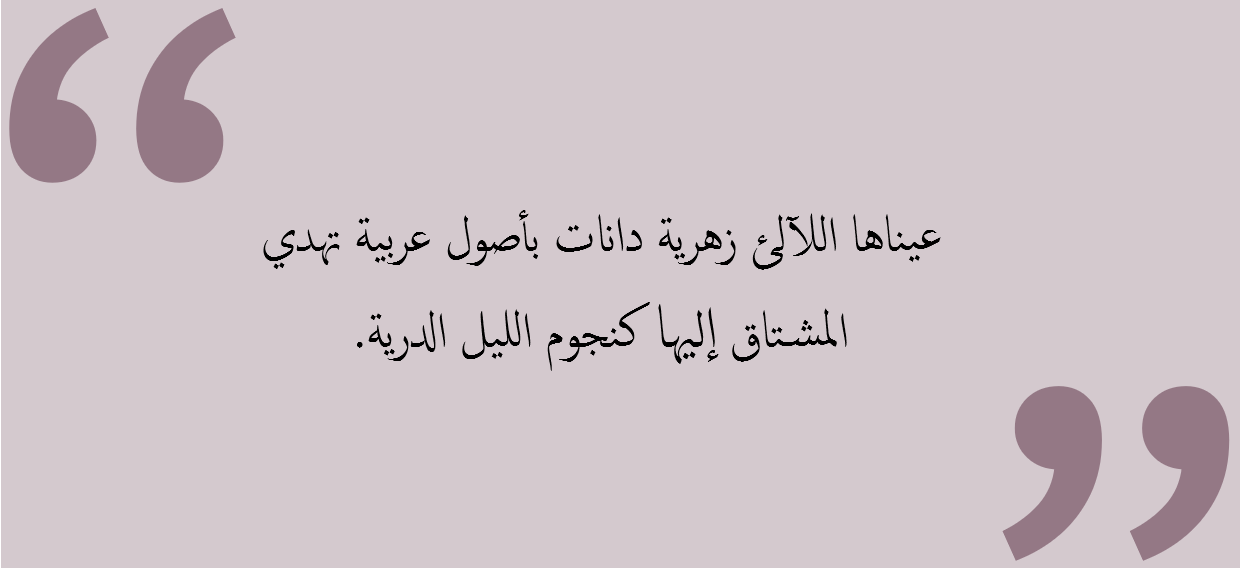 عيناها اللآلئ زهرية دانات بأصول عربية تهدي
المشتاق إليها كنجوم الليل الدرية.